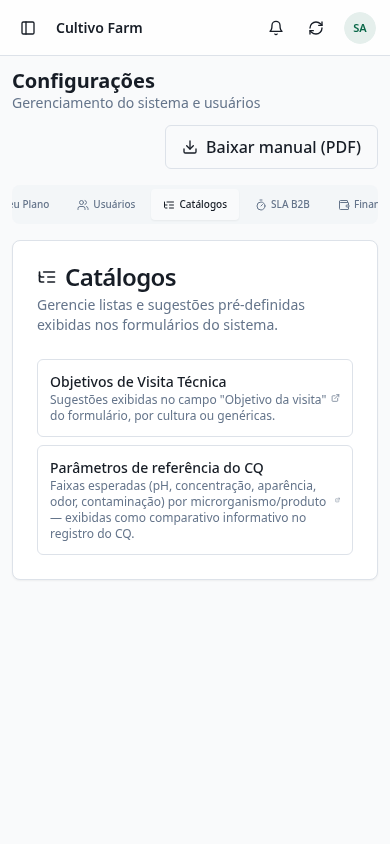 Cultivo Farm
SA
Configurações
Gerenciamento do sistema e usuários
Baixar manual (PDF)
Plano
Usuários
Catálogos
SLA B2B
Catálogos
Gerencie listas e sugestões pré-definidas
exibidas nos formulários do sistema.
Objetivos de Visita Técnica
Sugestões exibidas no campo "Objetivo da visita"
do formulário, por cultura ou genéricas.
Parâmetros de referência do CQ
Faixas esperadas (pH, concentração, aparência,
odor, contaminação) por microrganismo/produto
— exibidas como comparativo informativo no
registro do CQ.